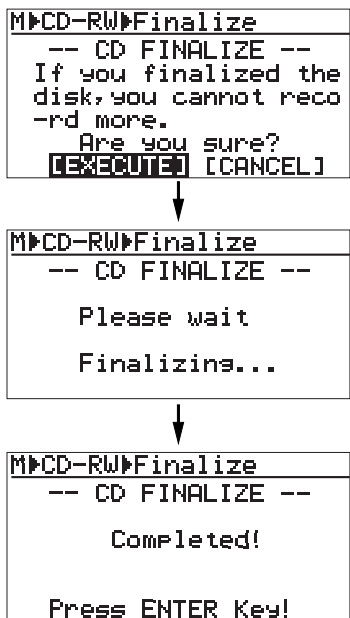 M▶CD-RW▶Finalize
-- CD FINALIZE --
If you finalized the
disk,you cannot reco
-rd more.
Are you sure?
[EXECUTE] [CANCEL]
M▶CD-RW▶Finalize
-- CD FINALIZE --
Please wait
Finalizing...
M▶CD-RW▶Finalize
-- CD FINALIZE --
Completed!
Press ENTER Key!